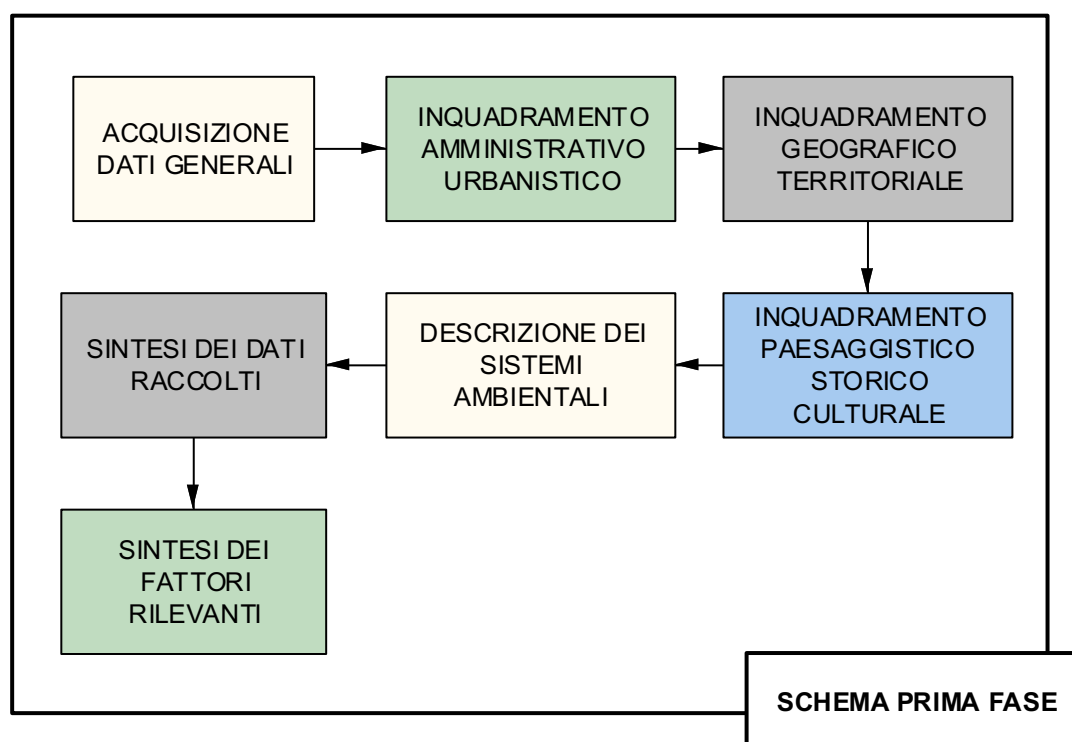 ACQUISIZIONE
DATI GENERALI
INQUADRAMENTO
AMMINISTRATIVO
URBANISTICO
INQUADRAMENTO
GEOGRAFICO
TERRITORIALE
INQUADRAMENTO
PAESAGGISTICO
STORICO
CULTURALE
DESCRIZIONE DEI
SISTEMI
AMBIENTALI
SINTESI DEI DATI
RACCOLTI
SINTESI DEI
FATTORI
RILEVANTI
SCHEMA PRIMA FASE